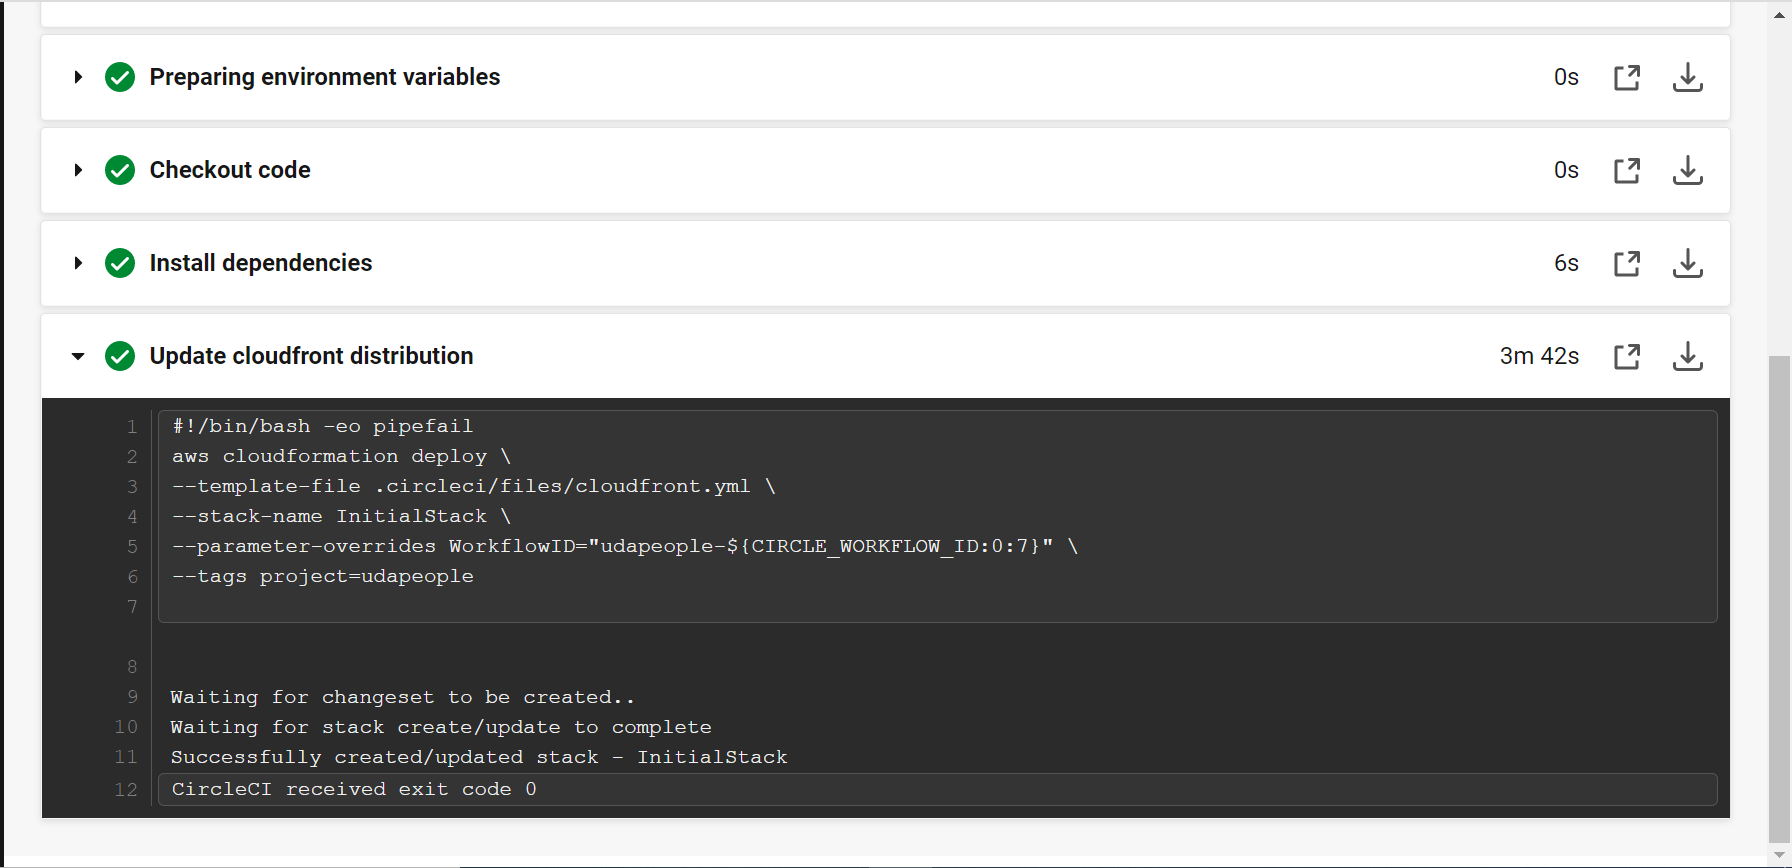 Preparing environment variables 0s
Checkout code 0s
Install dependencies 6s
Update cloudfront distribution 3m 42s
1 #!/bin/bash -eo pipefail
2 aws cloudformation deploy \
3 --template-file .circleci/files/cloudfront.yml \
4 --stack-name InitialStack \
5 --parameter-overrides WorkflowID="udapeople-${CIRCLE_WORKFLOW_ID:0:7}" \
6 --tags project=udapeople
7
8
9 Waiting for changeset to be created..
10 Waiting for stack create/update to complete
11 Successfully created/updated stack - InitialStack
12 CircleCI received exit code 0